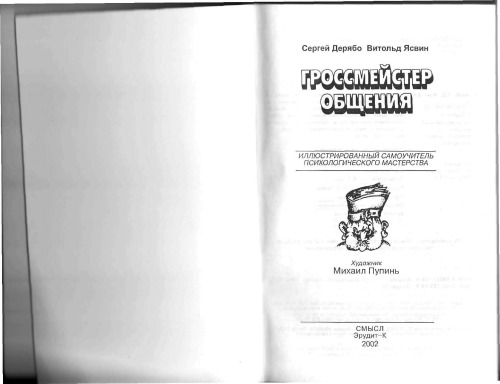 Сергей Дерябо Витольд Ясвин
ГРОССМЕЙСТЕР
ОБЩЕНИЯ
ИЛЛЮСТРИРОВАННЫЙ САМОУЧИТЕЛЬ
ПСИХОЛОГИЧЕСКОГО МАСТЕРСТВА
Художник
Михаил Пупинь
СМЫСЛ
Эрудит-К
2002